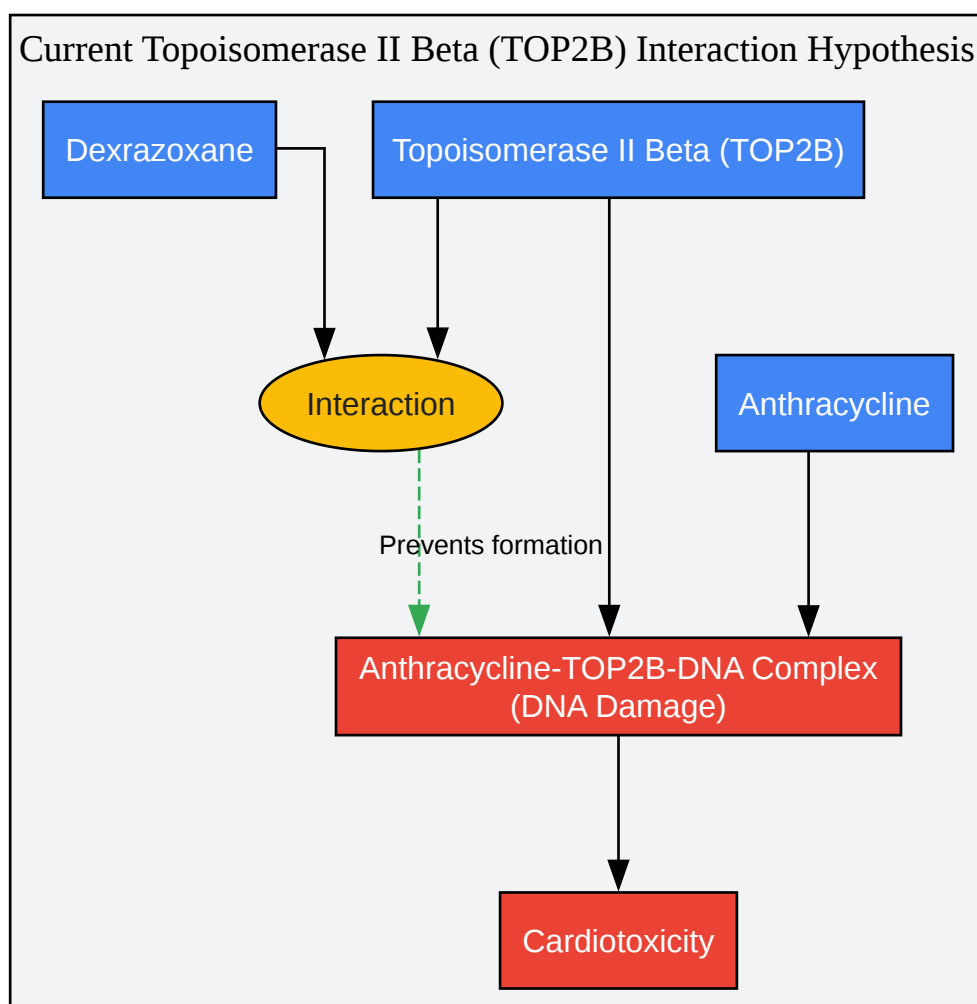 Current Topoisomerase II Beta (TOP2B) Interaction Hypothesis
Dexrazoxane
Topoisomerase II Beta (TOP2B)
Interaction
Anthracycline
Prevents formation
Anthracycline-TOP2B-DNA Complex
(DNA Damage)
Cardiotoxicity